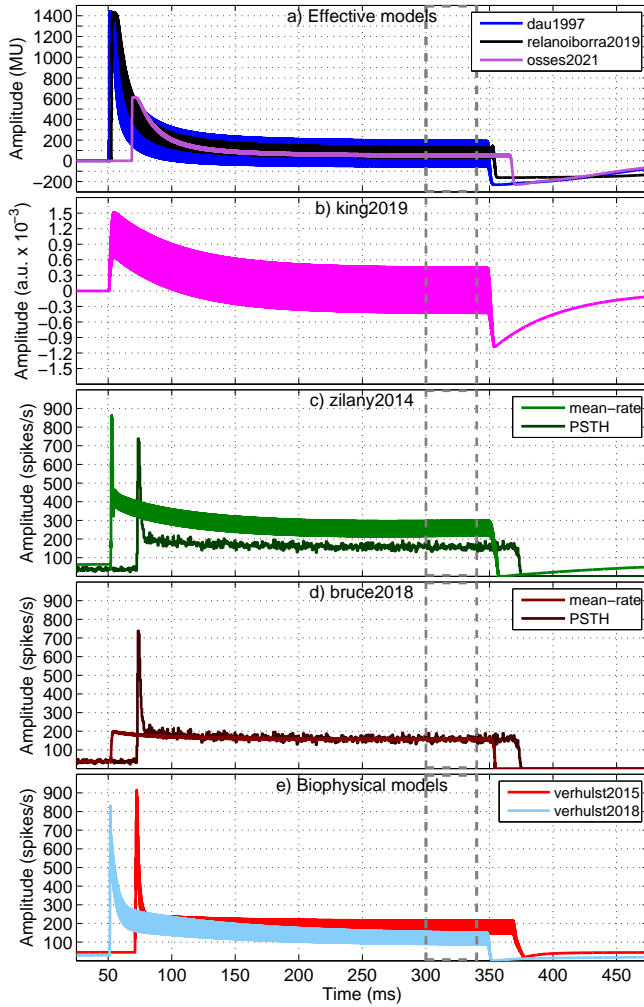 a) Effective models
dau1997
relanoiborra2019
osses2021
Amplitude (MU)
1400
1200
1000
800
600
400
200
0
−200
b) king2019
Amplitude (a.u. x 10⁻³)
1.5
1.2
0.9
0.6
0.3
0
−0.3
−0.6
−0.9
−1.2
−1.5
c) zilany2014
mean−rate
PSTH
Amplitude (spikes/s)
900
800
700
600
500
400
300
200
100
d) bruce2018
mean−rate
PSTH
Amplitude (spikes/s)
900
800
700
600
500
400
300
200
100
e) Biophysical models
verhulst2015
verhulst2018
Amplitude (spikes/s)
900
800
700
600
500
400
300
200
100
50 100 150 200 250 300 350 400 450
Time (ms)